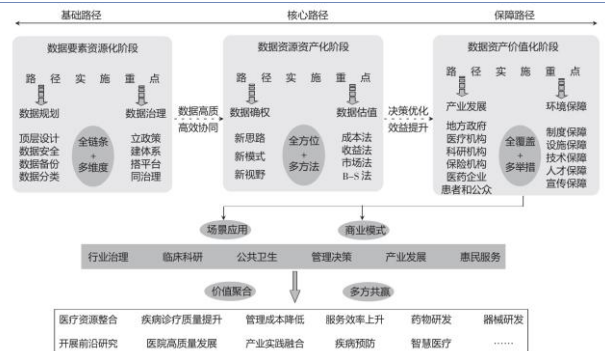 基础路径 核心路径 保障路径
数据要素资源化阶段
路径实施重点
数据规划 数据治理
顶层设计
数据安全
数据备份
数据分类
全链条
+
多维度
立政策
建体系
搭平台
同治理
数据高质
高效协同
数据资源资产化阶段
路径实施重点
数据确权 数据估值
新思路
新模式
新视野
全方位
+
多方法
成本法
收益法
市场法
B-S法
决策优化
效益提升
数据资产价值化阶段
路径实施重点
产业发展 环境保障
地方政府
医疗机构
科研机构
保险机构
医药企业
患者和公众
全覆盖
+
多举措
制度保障
设施保障
技术保障
人才保障
宣传保障
场景应用 商业模式
行业治理 临床科研 公共卫生 管理决策 产业发展 惠民服务
价值聚合 多方共赢
医疗资源整合 疾病诊疗质量提升 管理成本降低 服务效率上升 药物研发 器械研发
开展前沿研究 医院高质量发展 产业实践融合 疾病预防 智慧医疗 ……